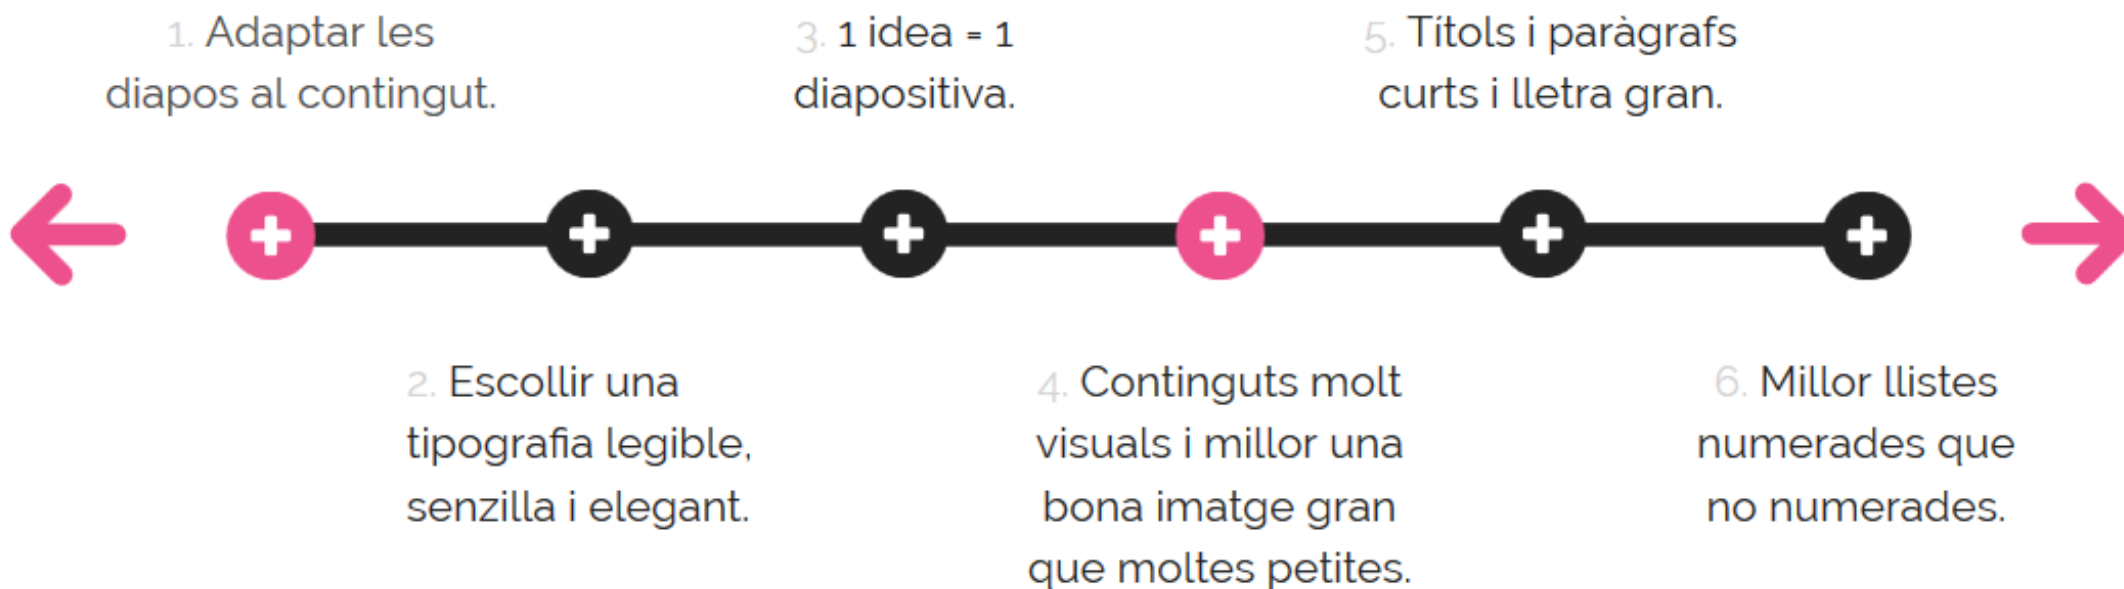 1. Adaptar les
diapos al contingut.
2. Escollir una
tipografia legible,
senzilla i elegant.
3. 1 idea = 1
diapositiva.
4. Continguts molt
visuals i millor una
bona imatge gran
que moltes petites.
5. Títols i paràgrafs
curts i lletra gran.
6. Millor llistes
numerades que
no numerades.